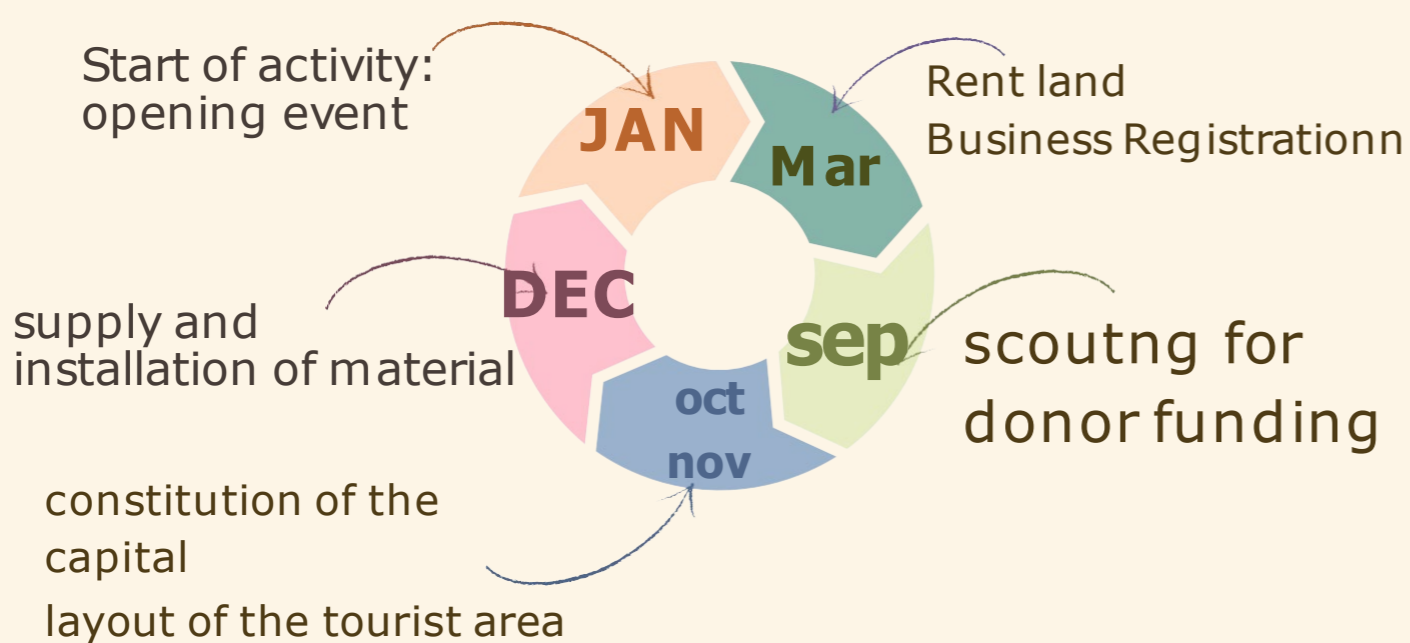 Start of activity:
opening event
JAN
Mar
Rent land
Business Registrationn
DEC
supply and
installation of material
sep
scoutng for
donor funding
oct
nov
constitution of the
capital
layout of the tourist area